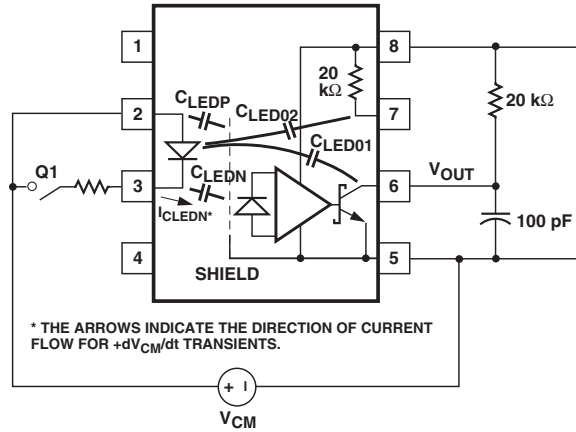 1
8
20
kΩ
20 kΩ
CLEDP
CLED02
2
7
CLED01
Q1
3
CLEDN
6
VOUT
ICLEDN*
100 pF
4
SHIELD
5
* THE ARROWS INDICATE THE DIRECTION OF CURRENT
FLOW FOR +dVCM/dt TRANSIENTS.
+ –
VCM